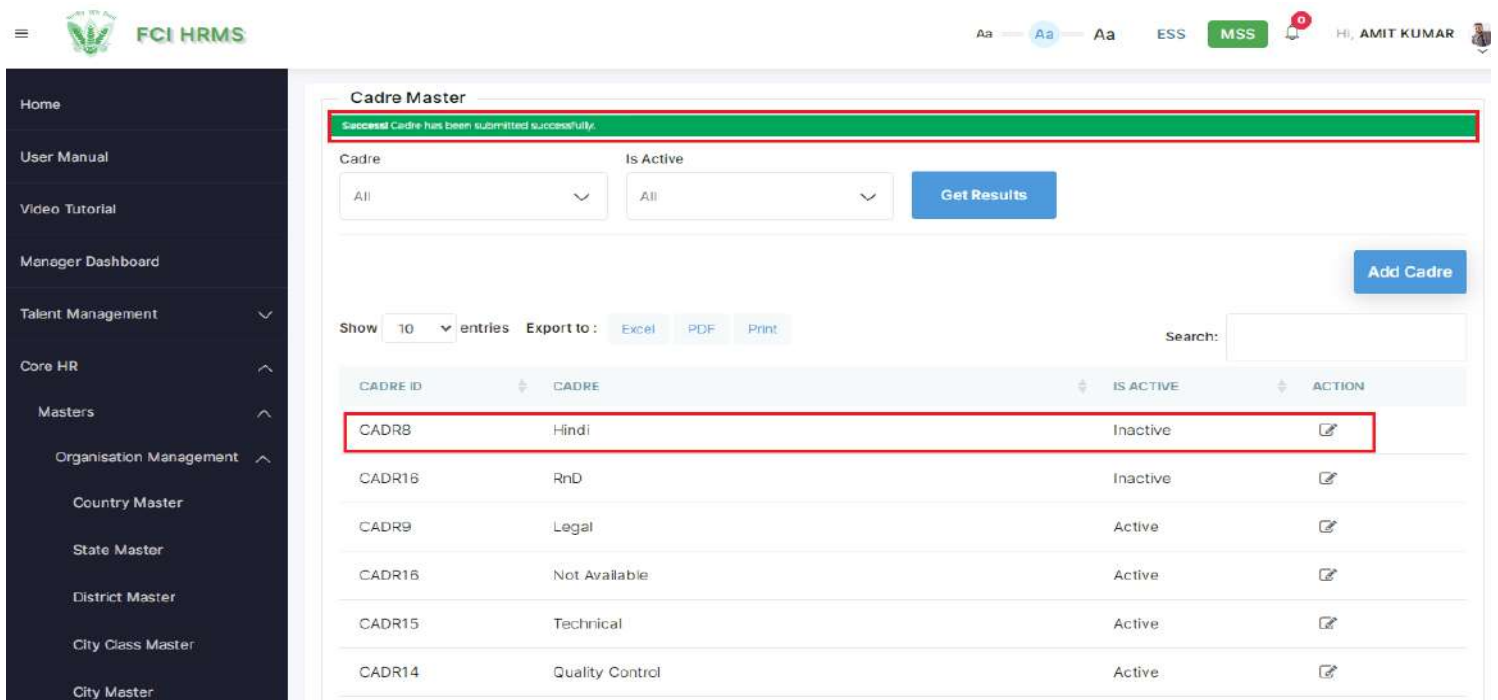 FCI HRMS
Aa Aa Aa ESS MSS 0 Hi, AMIT KUMAR
Home
User Manual
Video Tutorial
Manager Dashboard
Talent Management
Core HR
Masters
Organisation Management
Country Master
State Master
District Master
City Class Master
City Master
Cadre Master
Success! Cadre has been submitted successfully.
Cadre Is Active
All All Get Results
Add Cadre
Show 10 entries Export to : Excel PDF Print Search:
CADRE ID CADRE IS ACTIVE ACTION
CADR8 Hindi Inactive
CADR16 RnD Inactive
CADR9 Legal Active
CADR16 Not Available Active
CADR15 Technical Active
CADR14 Quality Control Active